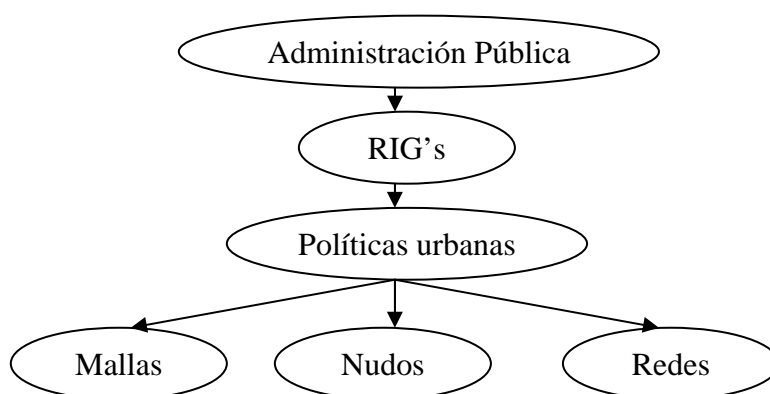 Administración Pública
RIG’s
Políticas urbanas
Mallas
Nudos
Redes